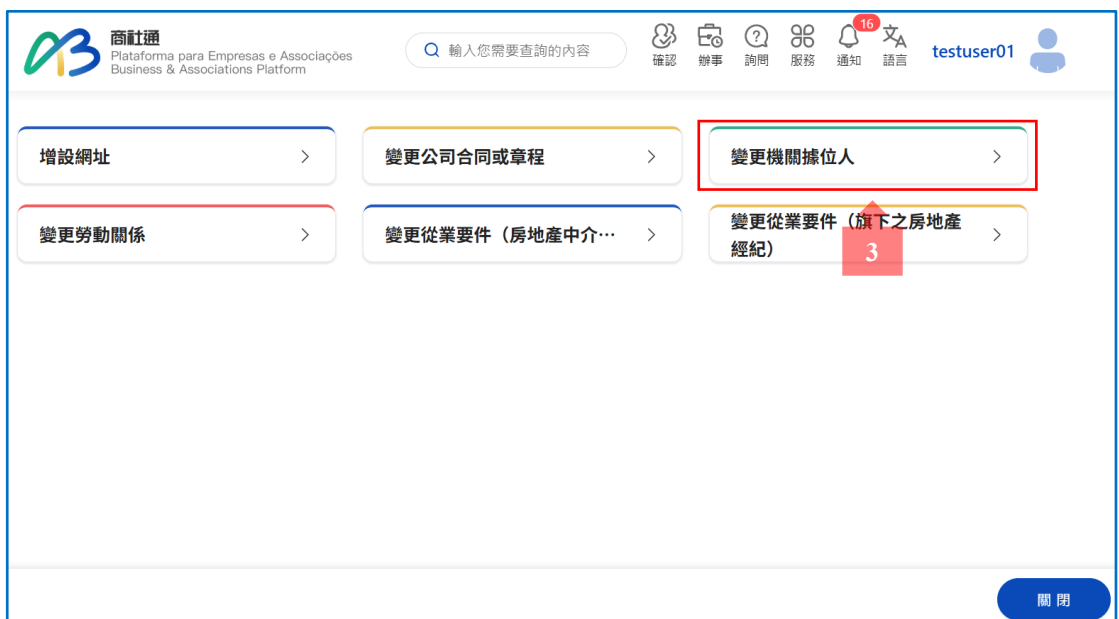 商社通
Plataforma para Empresas e Associações
Business & Associations Platform
輸入您需要查詢的內容
確認
辦事
詢問
服務
16
通知
文A
語言
testuser01
增設網址
變更公司合同或章程
變更機關據位人
變更勞動關係
變更從業要件（房地產中介…
變更從業要件（旗下之房地產
經紀）
3
關閉